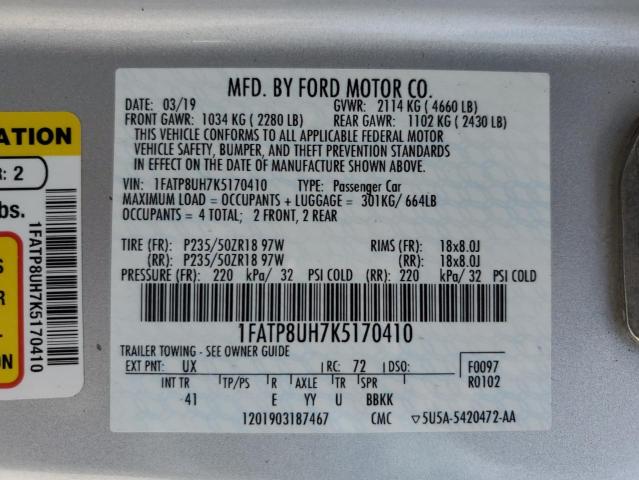 MFD. BY FORD MOTOR CO.
DATE: 03/19 GVWR: 2114 KG ( 4660 LB)
FRONT GAWR: 1034 KG ( 2280 LB) REAR GAWR: 1102 KG ( 2430 LB)
THIS VEHICLE CONFORMS TO ALL APPLICABLE FEDERAL MOTOR
VEHICLE SAFETY, BUMPER, AND THEFT PREVENTION STANDARDS
IN EFFECT ON THE DATE OF MANUFACTURE SHOWN ABOVE.
VIN: 1FATP8UH7K5170410 TYPE: Passenger Car
MAXIMUM LOAD = OCCUPANTS + LUGGAGE = 301KG/ 664LB
OCCUPANTS = 4 TOTAL; 2 FRONT, 2 REAR
TIRE (FR): P235/50ZR18 97W RIMS (FR): 18x8.0J
(RR): P235/50ZR18 97W (RR): 18x8.0J
PRESSURE (FR): 220 kPa/ 32 PSI COLD (RR): 220 kPa/ 32 PSI COLD
1FATP8UH7K5170410
TRAILER TOWING - SEE OWNER GUIDE
EXT PNT: UX RC: 72 DSO: F0097
INT TR TP/PS R AXLE TR SPR R0102
41 E YY U BBKK
1201903187467 CMC ▽5U5A-5420472-AA
ATION
R: 2
bs.
S
ON
1FATP8UH7K5170410